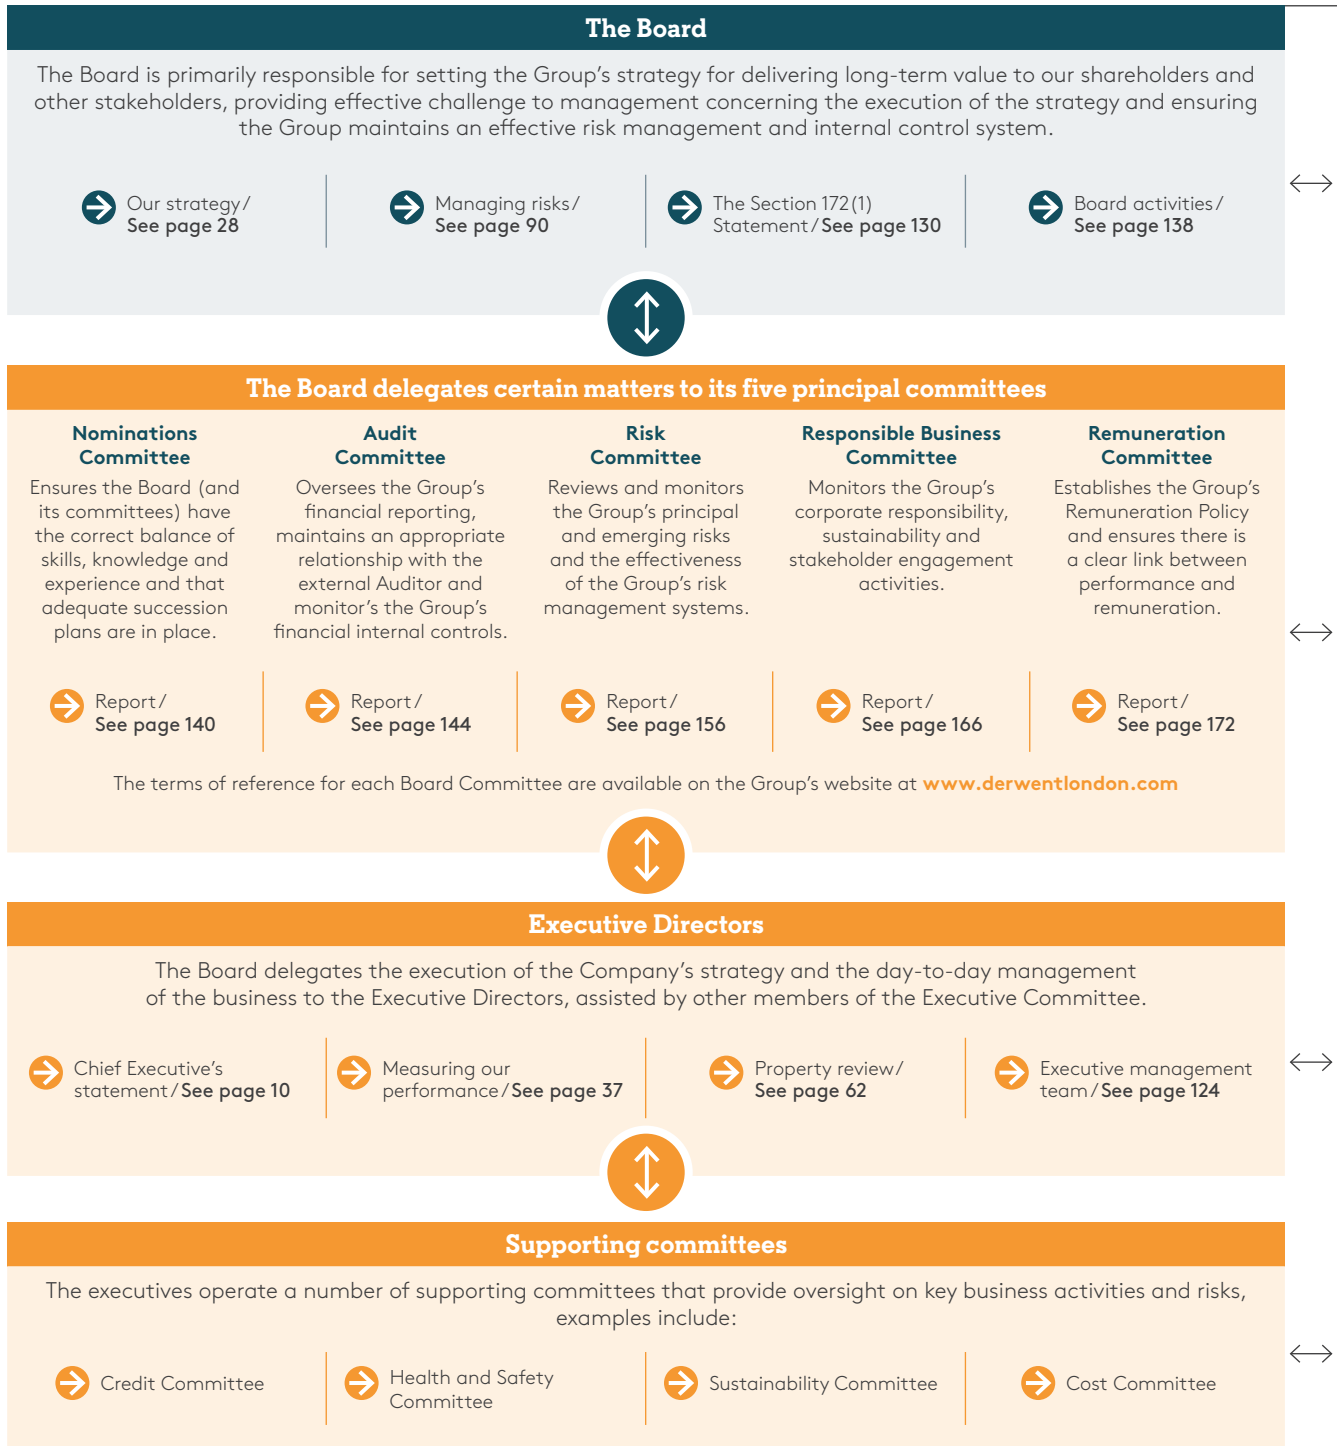 The Board
The Board is primarily responsible for setting the Group's strategy for delivering long-term value to our shareholders and
other stakeholders, providing effective challenge to management concerning the execution of the strategy and ensuring
the Group maintains an effective risk management and internal control system.
Our strategy/
See page 28
Managing risks/
See page 90
The Section 172(1)
Statement/See page 130
Board activities/
See page 138
The Board delegates certain matters to its five principal committees
Nominations
Committee
Ensures the Board (and
its committees) have
the correct balance of
skills, knowledge and
experience and that
adequate succession
plans are in place.
Report/
See page 140
Audit
Committee
Oversees the Group's
financial reporting,
maintains an appropriate
relationship with the
external Auditor and
monitor's the Group's
financial internal controls.
Report/
See page 144
Risk
Committee
Reviews and monitors
the Group's principal
and emerging risks
and the effectiveness
of the Group's risk
management systems.
Report/
See page 156
Responsible Business
Committee
Monitors the Group's
corporate responsibility,
sustainability and
stakeholder engagement
activities.
Report/
See page 166
Remuneration
Committee
Establishes the Group's
Remuneration Policy
and ensures there is
a clear link between
performance and
remuneration.
Report/
See page 172
The terms of reference for each Board Committee are available on the Group's website at www.derwentlondon.com
Executive Directors
The Board delegates the execution of the Company's strategy and the day-to-day management
of the business to the Executive Directors, assisted by other members of the Executive Committee.
Chief Executive's
statement/See page 10
Measuring our
performance/See page 37
Property review/
See page 62
Executive management
team/See page 124
Supporting committees
The executives operate a number of supporting committees that provide oversight on key business activities and risks,
examples include:
Credit Committee
Health and Safety
Committee
Sustainability Committee
Cost Committee